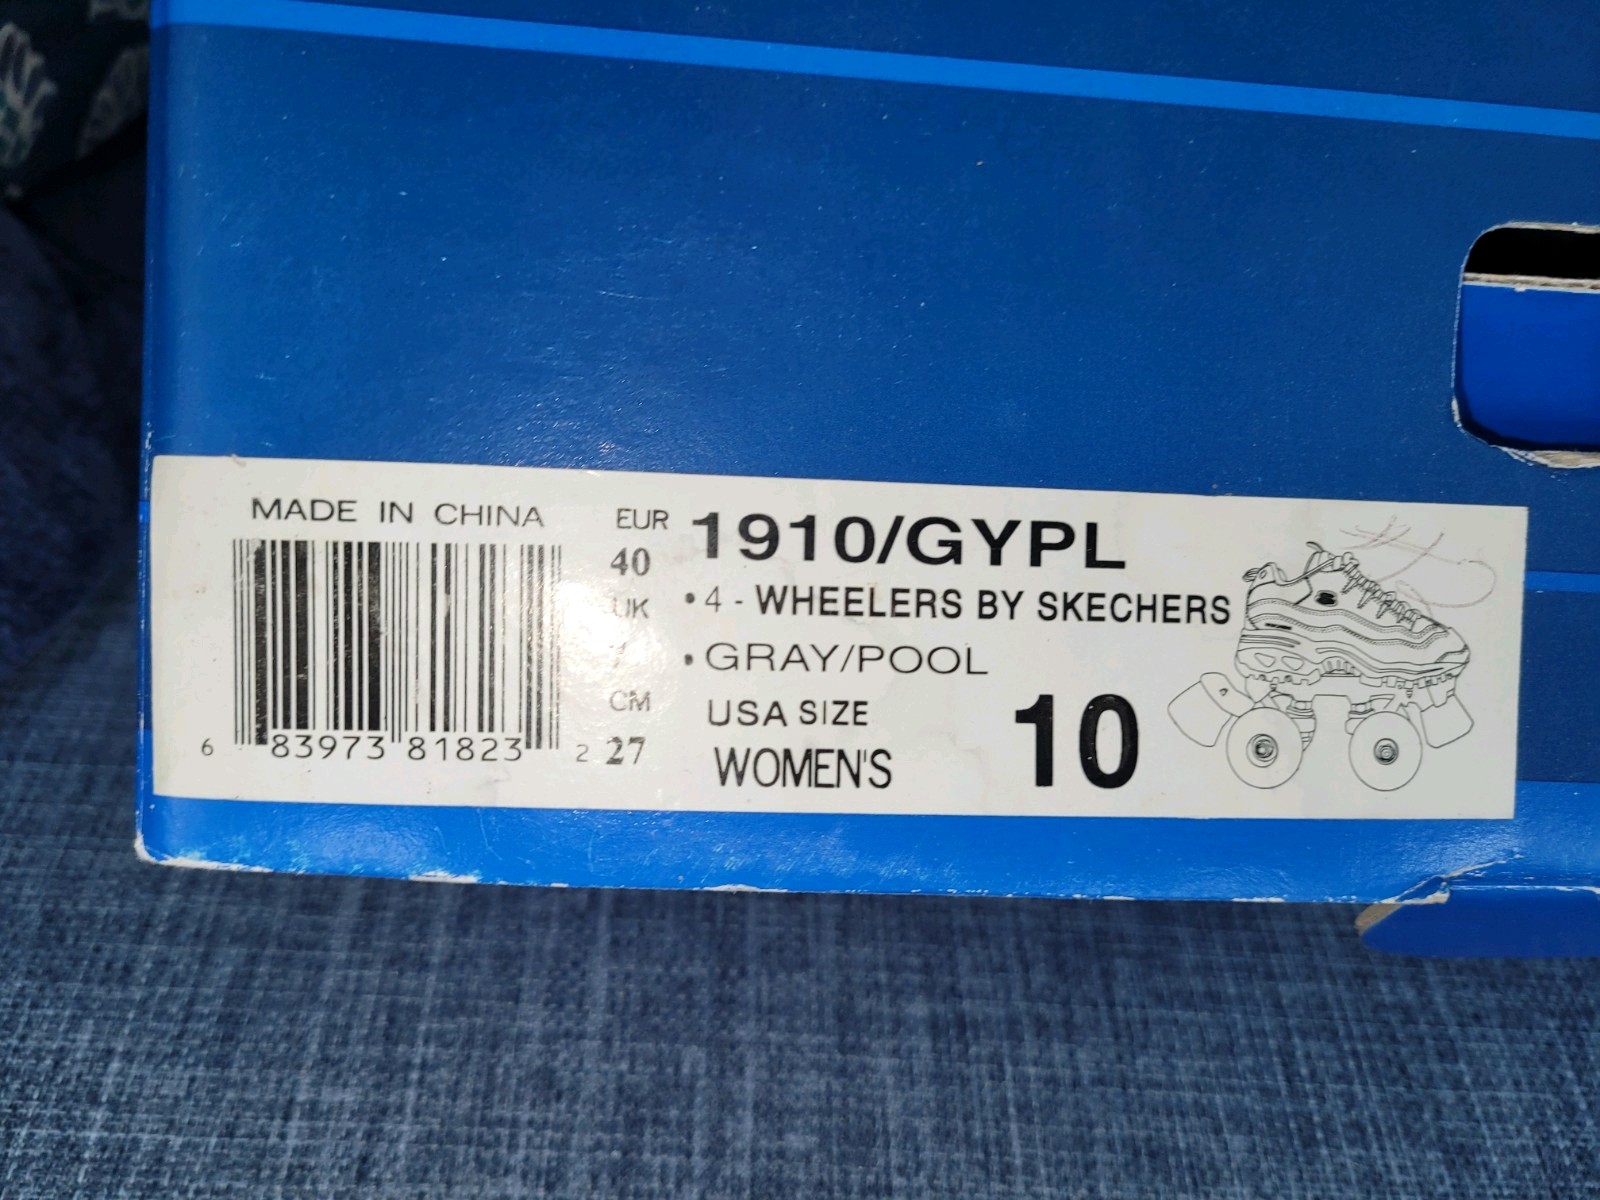 MADE IN CHINA
6 83973 81823 2
EUR
40
UK
7
CM
27
1910/GYPL
• 4 - WHEELERS BY SKECHERS
• GRAY/POOL
USA SIZE
WOMEN'S
10